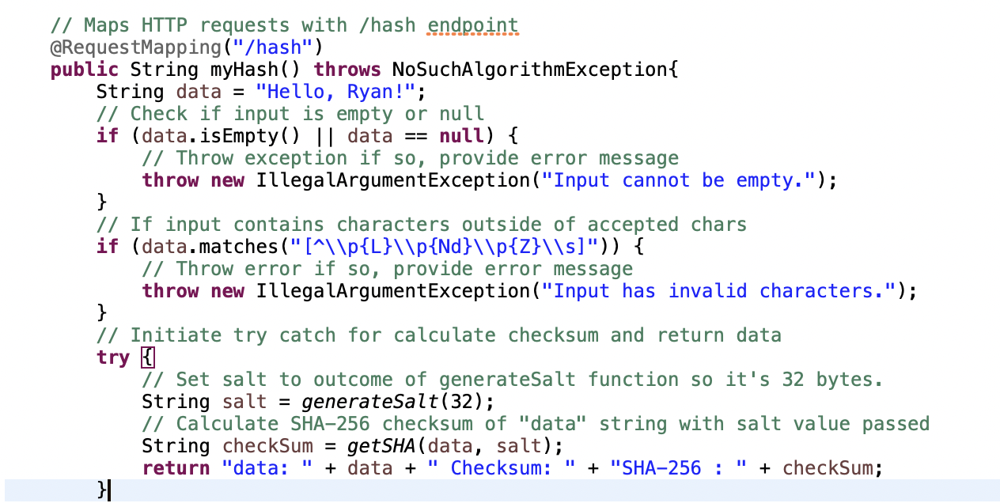 // Maps HTTP requests with /hash endpoint
@RequestMapping("/hash")
public String myHash() throws NoSuchAlgorithmException{
    String data = "Hello, Ryan!";
    // Check if input is empty or null
    if (data.isEmpty() || data == null) {
        // Throw exception if so, provide error message
        throw new IllegalArgumentException("Input cannot be empty.");
    }
    // If input contains characters outside of accepted chars
    if (data.matches("[^\\p{L}\\p{Nd}\\p{Z}\\s]")) {
        // Throw error if so, provide error message
        throw new IllegalArgumentException("Input has invalid characters.");
    }
    // Initiate try catch for calculate checksum and return data
    try {
        // Set salt to outcome of generateSalt function so it's 32 bytes.
        String salt = generateSalt(32);
        // Calculate SHA-256 checksum of "data" string with salt value passed
        String checkSum = getSHA(data, salt);
        return "data: " + data + " Checksum: " + "SHA-256 : " + checkSum;
    }